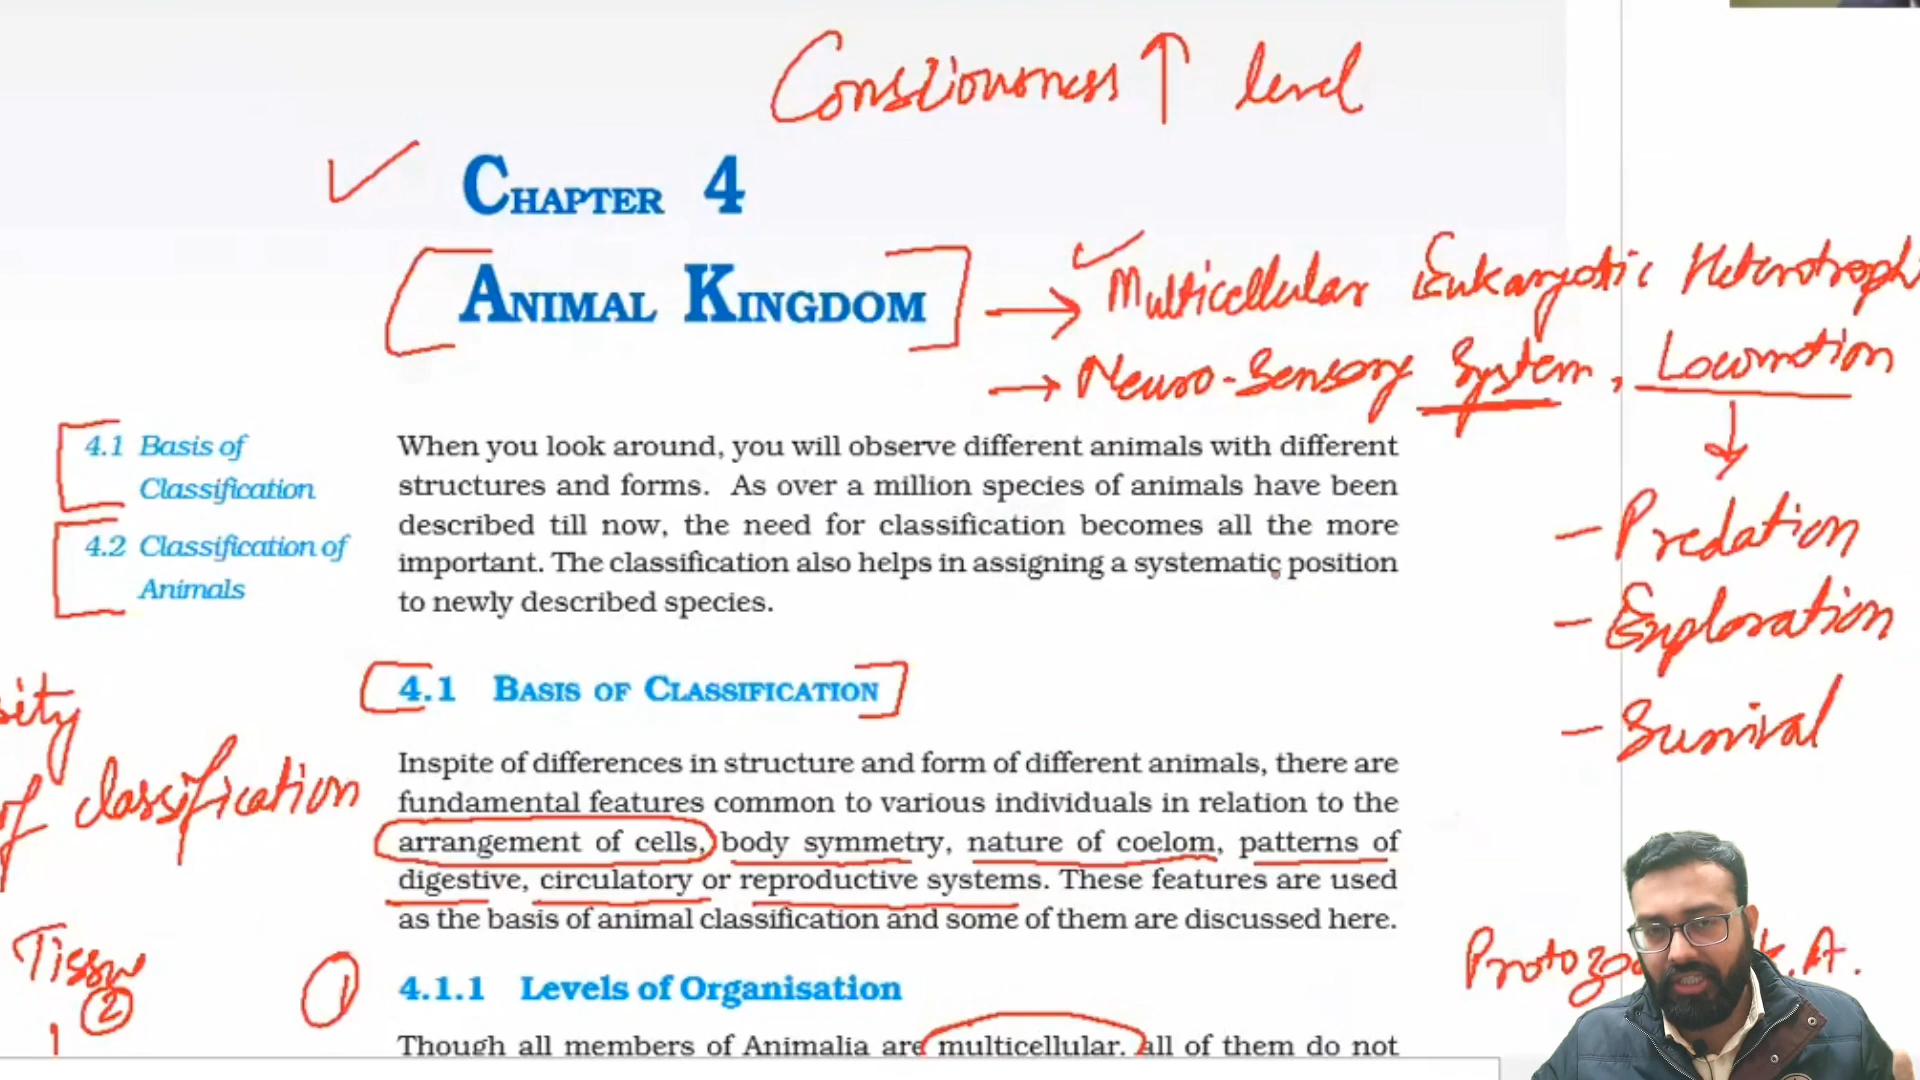 Consciousness ↑ level
CHAPTER 4
ANIMAL KINGDOM
→ Multicellular Eukaryotic Heterotrophi
→ Neuro-Sensory System, Locomotion
- Predation
- Exploration
- Survival
4.1 Basis of
Classification
4.2 Classification of
Animals
When you look around, you will observe different animals with different
structures and forms. As over a million species of animals have been
described till now, the need for classification becomes all the more
important. The classification also helps in assigning a systematic position
to newly described species.
sity
of classification
4.1 BASIS OF CLASSIFICATION
Inspite of differences in structure and form of different animals, there are
fundamental features common to various individuals in relation to the
arrangement of cells, body symmetry, nature of coelom, patterns of
digestive, circulatory or reproductive systems. These features are used
as the basis of animal classification and some of them are discussed here.
Tissue
②
①
4.1.1 Levels of Organisation
Though all members of Animalia are multicellular, all of them do not